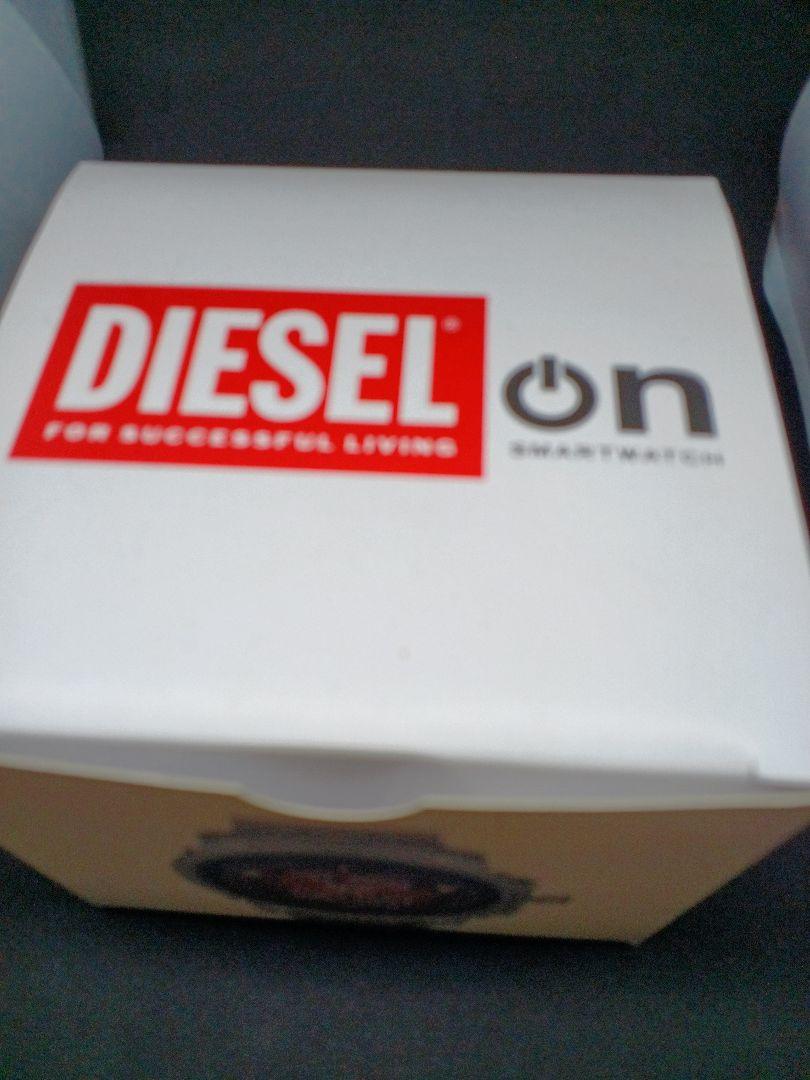 DIESEL®
FOR SUCCESSFUL LIVING
on
SMARTWATCH